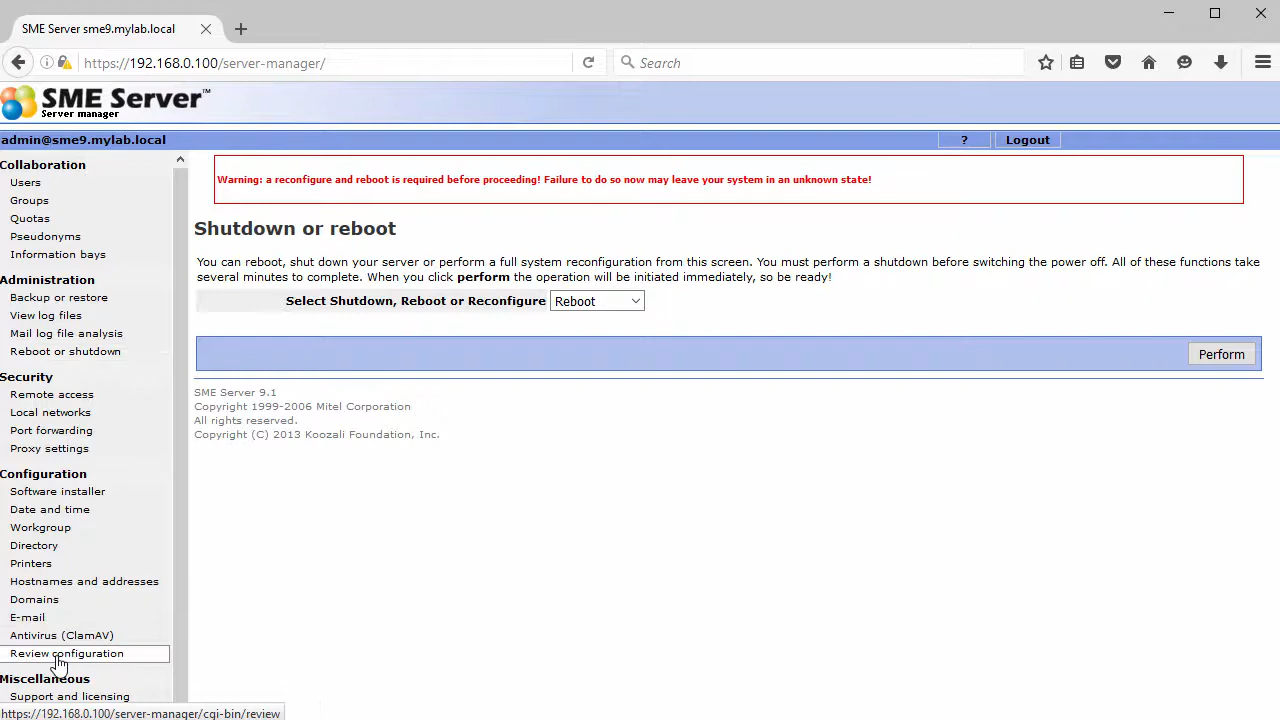 SME Server sme9.mylab.local
https://192.168.0.100/server-manager/
Search
SME Server™
Server manager
admin@sme9.mylab.local
?
Logout
Collaboration
Users
Groups
Quotas
Pseudonyms
Information bays
Administration
Backup or restore
View log files
Mail log file analysis
Reboot or shutdown
Security
Remote access
Local networks
Port forwarding
Proxy settings
Configuration
Software installer
Date and time
Workgroup
Directory
Printers
Hostnames and addresses
Domains
E-mail
Antivirus (ClamAV)
Review configuration
Miscellaneous
Support and licensing
https://192.168.0.100/server-manager/cgi-bin/review
Warning: a reconfigure and reboot is required before proceeding! Failure to do so now may leave your system in an unknown state!
Shutdown or reboot
You can reboot, shut down your server or perform a full system reconfiguration from this screen. You must perform a shutdown before switching the power off. All of these functions take
several minutes to complete. When you click perform the operation will be initiated immediately, so be ready!
Select Shutdown, Reboot or Reconfigure
Reboot
Perform
SME Server 9.1
Copyright 1999-2006 Mitel Corporation
All rights reserved.
Copyright (C) 2013 Koozali Foundation, Inc.